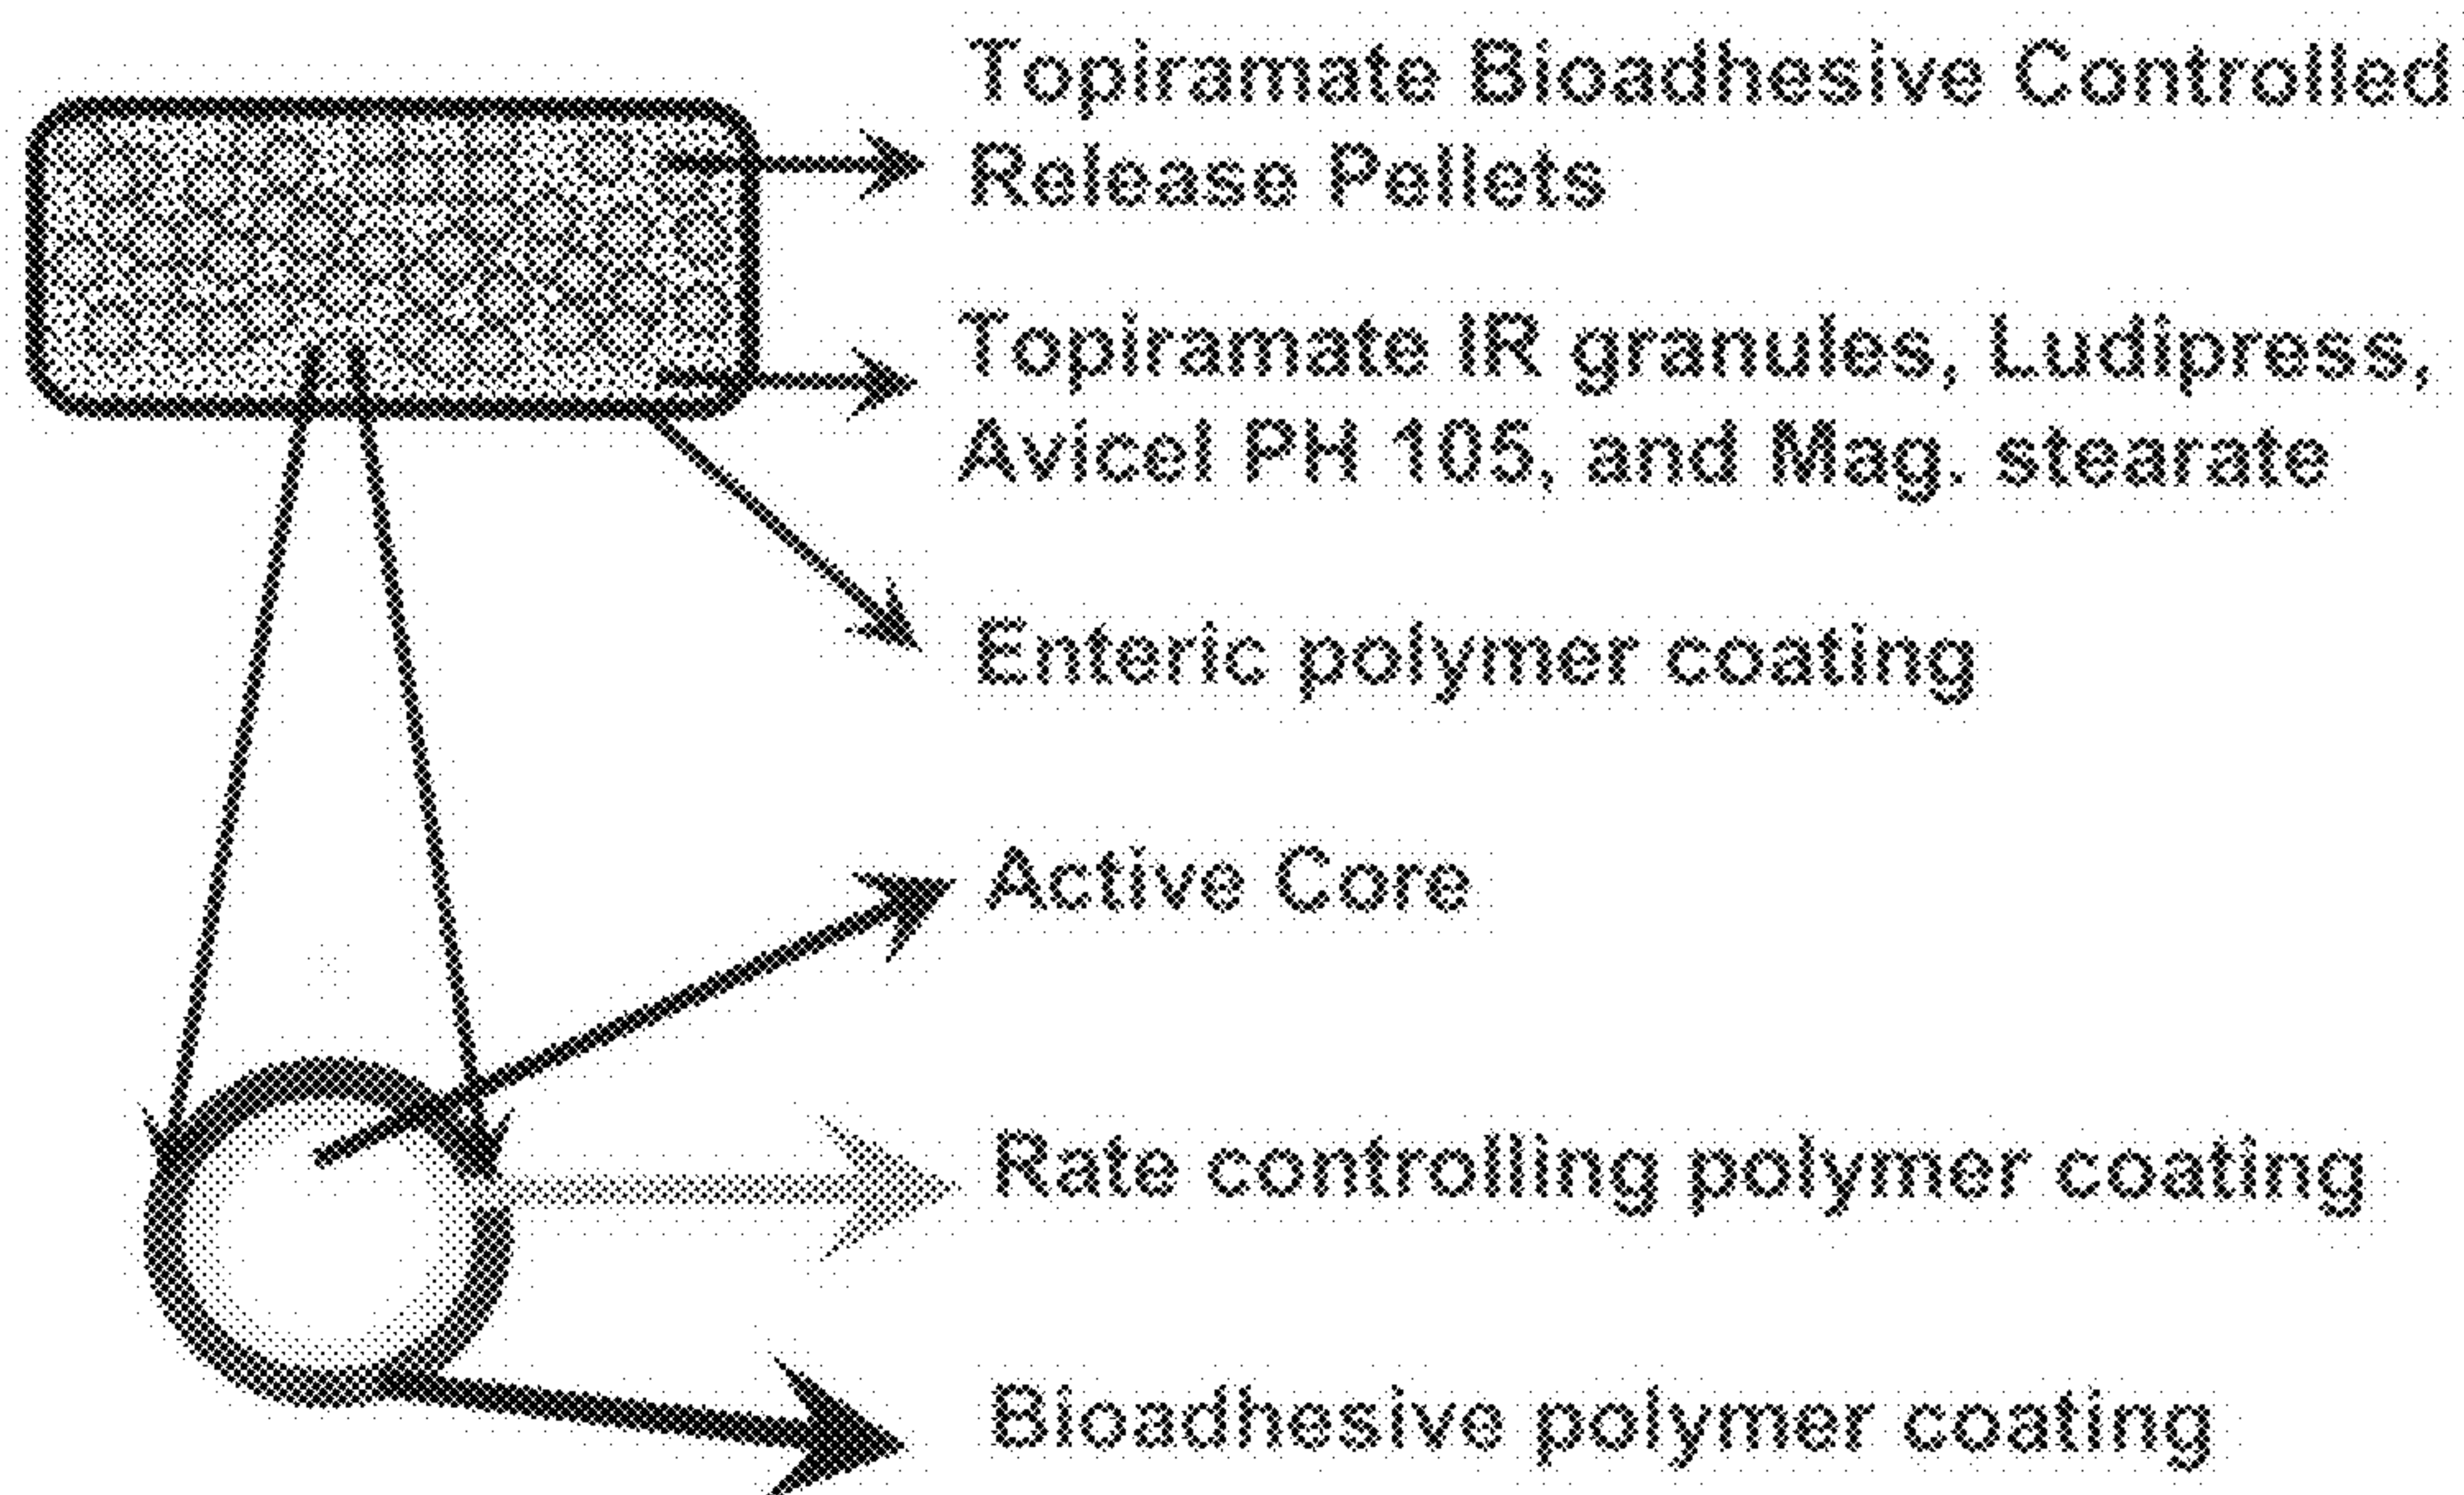 Topiramate Bioadhesive Controlled
Release Pellets
Topiramate IR granules, Ludipress,
Avicel PH 105, and Mag. stearate
Enteric polymer coating
Active Core
Rate controlling polymer coating
Bioadhesive polymer coating